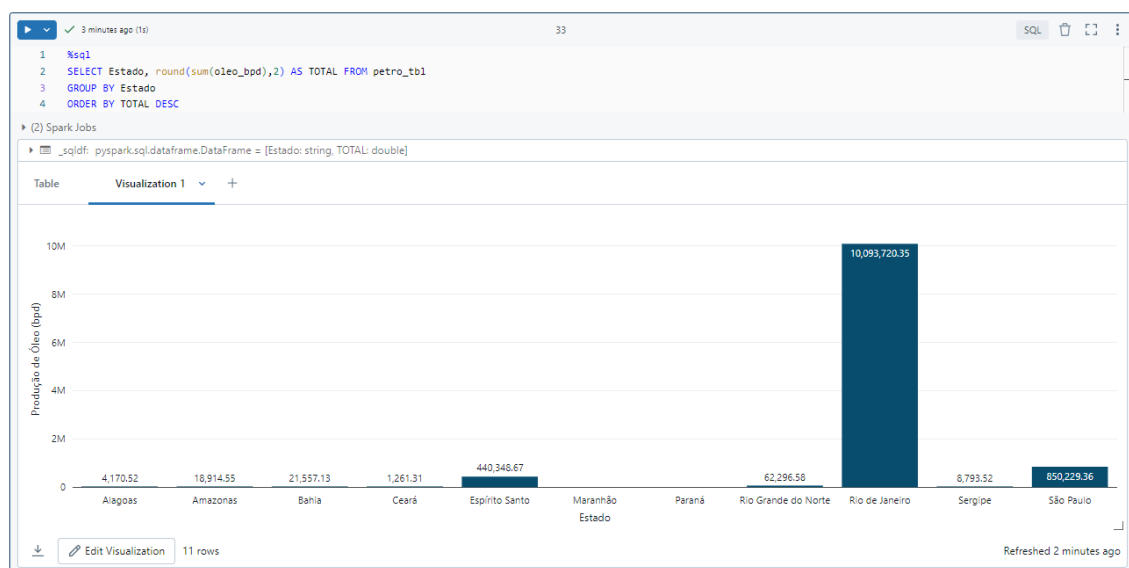 3 minutes ago (1s)
33
SQL
1 %sql
2 SELECT Estado, round(sum(oleo_bpd),2) AS TOTAL FROM petro_tbl
3 GROUP BY Estado
4 ORDER BY TOTAL DESC
(2) Spark Jobs
_sqldf: pyspark.sql.dataframe.DataFrame = [Estado: string, TOTAL: double]
Table Visualization 1 +
Produção de Óleo (bpd)
10M
8M
6M
4M
2M
0
4,170.52 18,914.55 21,557.13 1,261.31 440,348.67 62,296.58 10,093,720.35 8,793.52 850,229.36
Alagoas Amazonas Bahia Ceará Espírito Santo Maranhão Paraná Rio Grande do Norte Rio de Janeiro Sergipe São Paulo
Estado
Edit Visualization 11 rows Refreshed 2 minutes ago